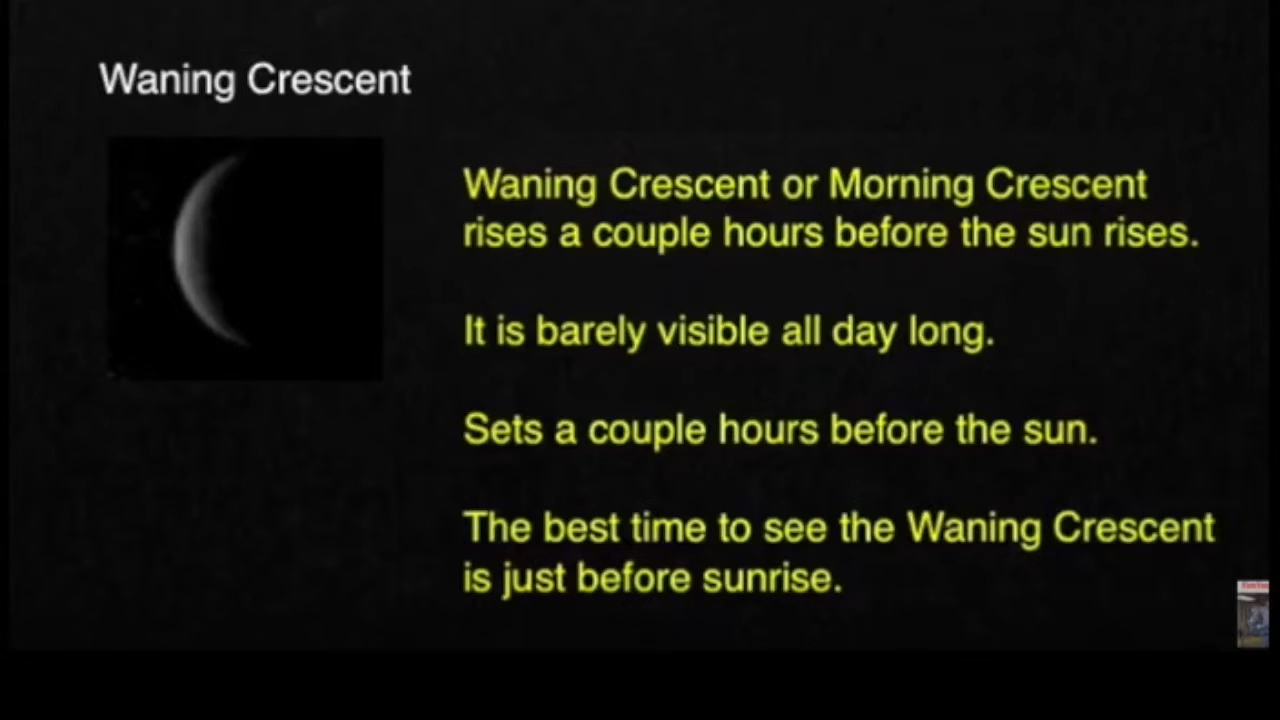 Waning Crescent
Waning Crescent or Morning Crescent
rises a couple hours before the sun rises.
It is barely visible all day long.
Sets a couple hours before the sun.
The best time to see the Waning Crescent
is just before sunrise.